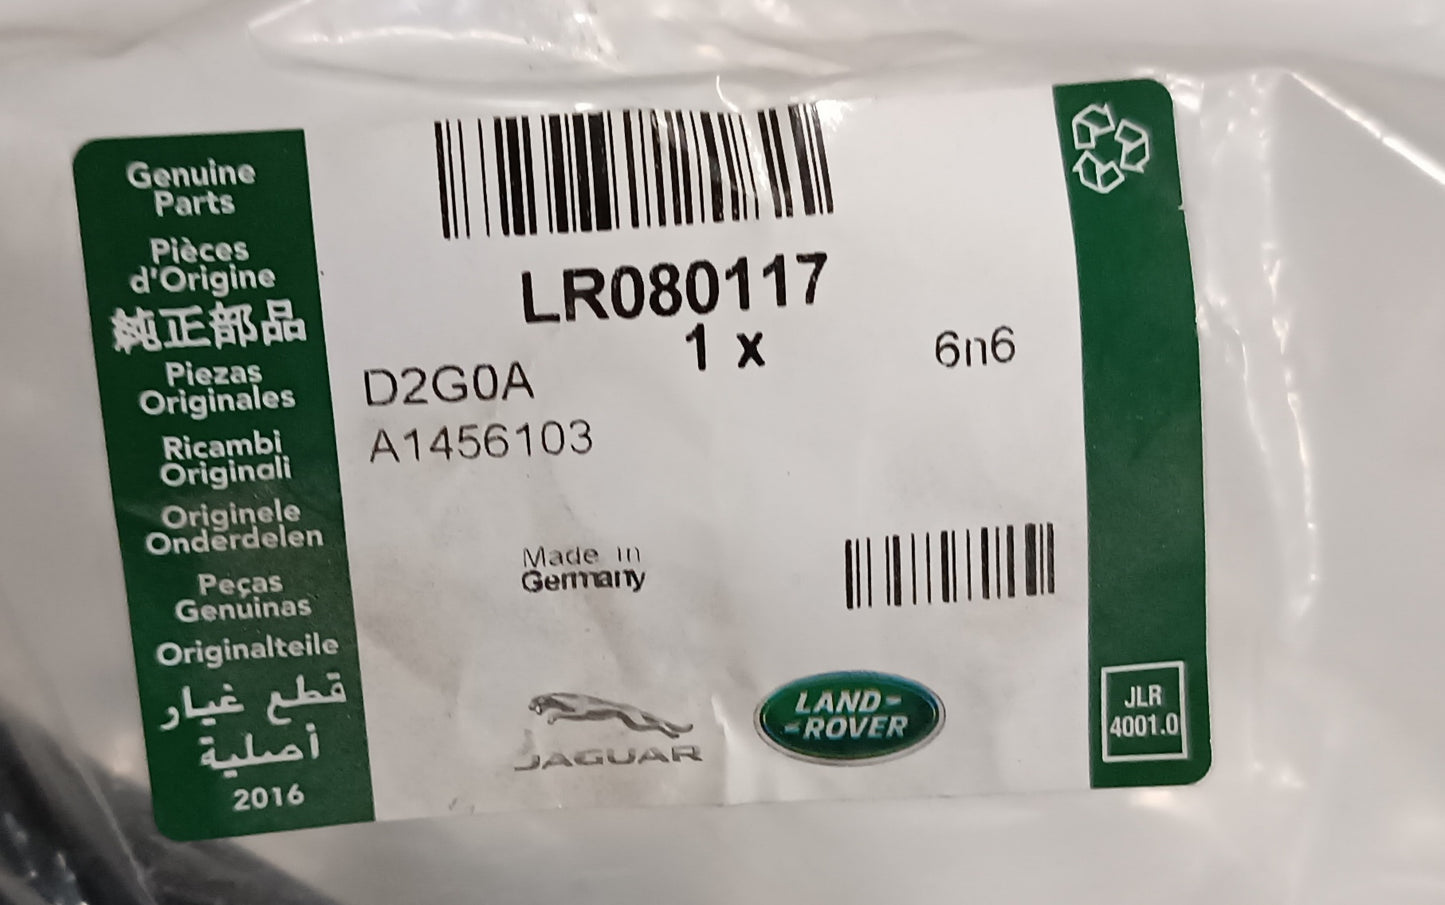 Genuine
Parts
Pièces
d'Origine
純正部品
Piezas
Originales
Ricambi
Originali
Originele
Onderdelen
Peças
Genuinas
Originalteile
قطع غيار
أصلية
2016
LR080117
1 x
6n6
D2G0A
A1456103
Made in
Germany
JAGUAR
LAND-
-ROVER
JLR
4001.0